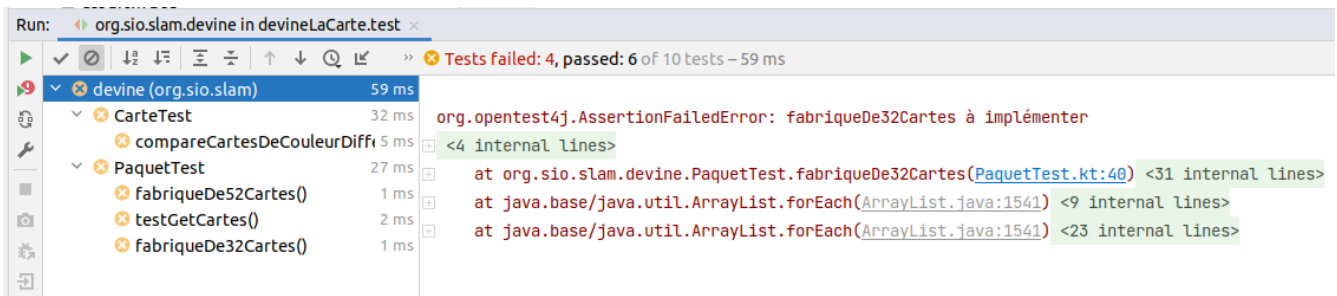 Run: org.sio.slam.devine in devineLaCarte.test ×
» Tests failed: 4, passed: 6 of 10 tests – 59 ms
devine (org.sio.slam) 59 ms
CarteTest 32 ms
compareCartesDeCouleurDiffé 5 ms
PaquetTest 27 ms
fabriqueDe52Cartes() 1 ms
testGetCartes() 2 ms
fabriqueDe32Cartes() 1 ms
org.opentest4j.AssertionFailedError: fabriqueDe32Cartes à implémenter
<4 internal lines>
at org.sio.slam.devine.PaquetTest.fabriqueDe32Cartes(PaquetTest.kt:40) <31 internal lines>
at java.base/java.util.ArrayList.forEach(ArrayList.java:1541) <9 internal lines>
at java.base/java.util.ArrayList.forEach(ArrayList.java:1541) <23 internal lines>